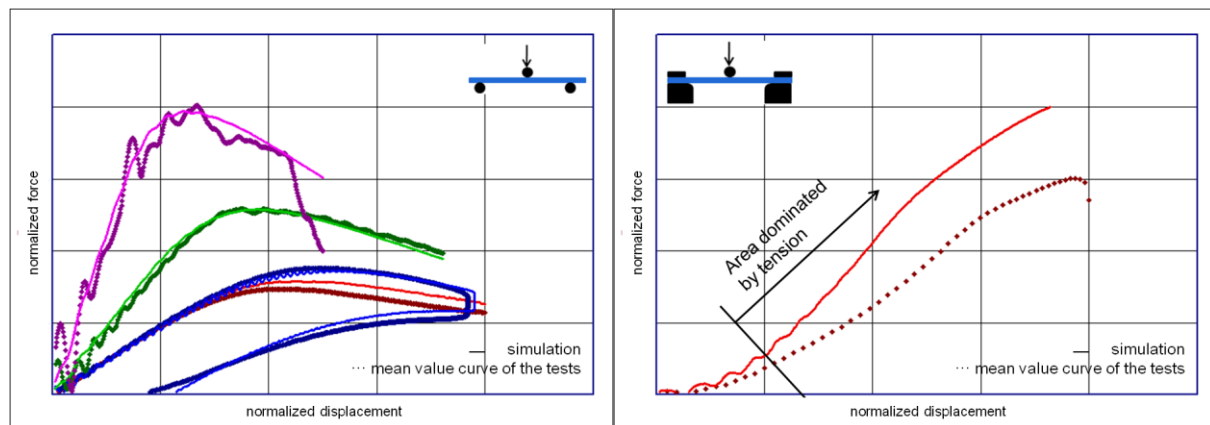 normalized force
simulation
··· mean value curve of the tests
normalized displacement
normalized force
Area dominated
by tension
simulation
··· mean value curve of the tests
normalized displacement